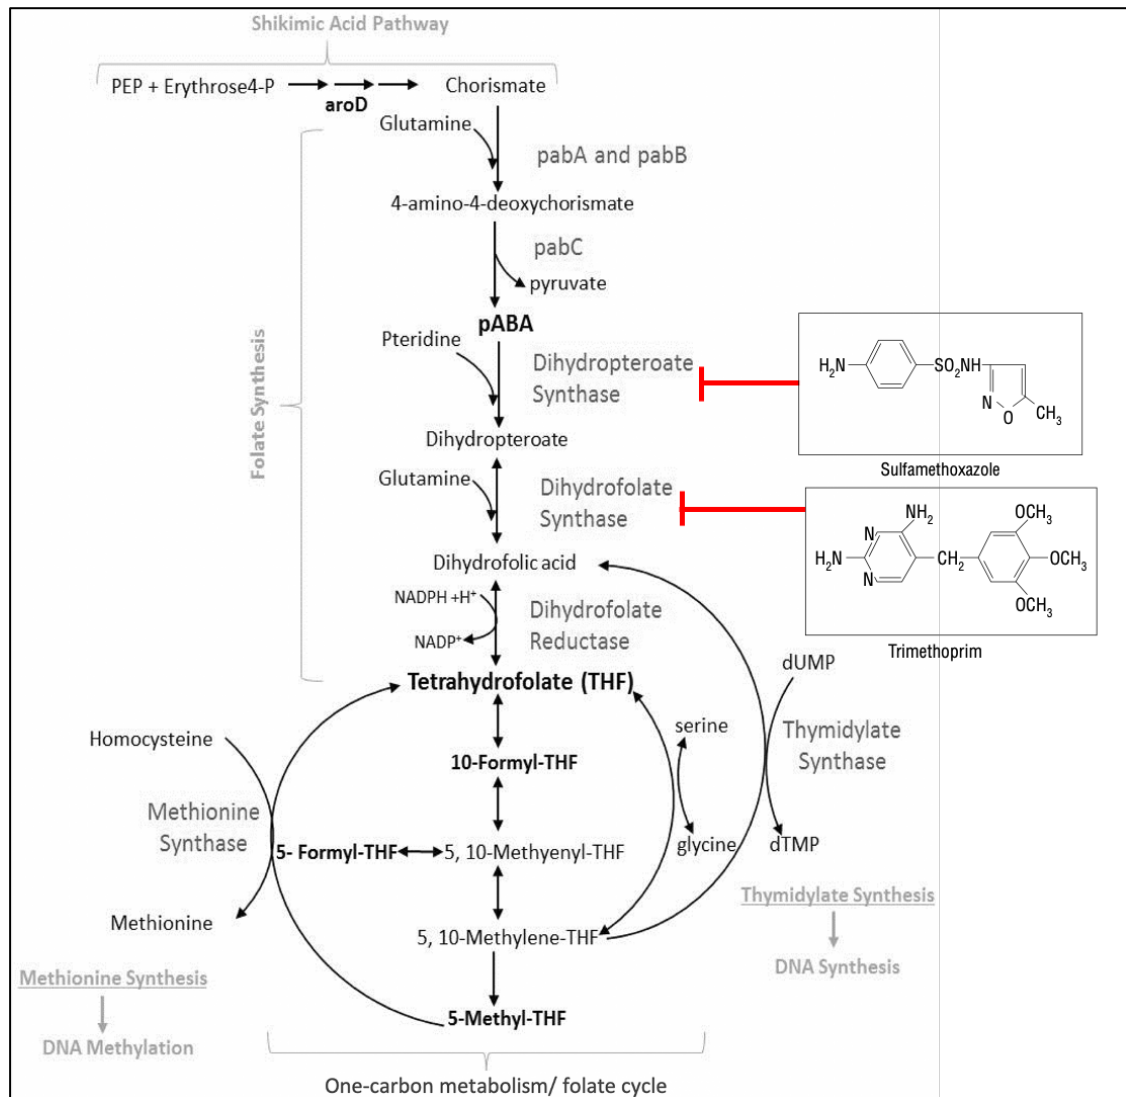 Shikimic Acid Pathway
PEP + Erythrose4-P
aroD
Chorismate
Glutamine
pabA and pabB
4-amino-4-deoxychorismate
pabC
pyruvate
pABA
Pteridine
Dihydropteroate
Synthase
Folate Synthesis
H₂N
SO₂NH
N
O
CH₃
Sulfamethoxazole
Dihydropteroate
Glutamine
Dihydrofolate
Synthase
NH₂
N
H₂N
N
CH₂
OCH₃
OCH₃
OCH₃
Trimethoprim
Dihydrofolic acid
NADPH +H⁺
NADP⁺
Dihydrofolate
Reductase
Tetrahydrofolate (THF)
dUMP
serine
Thymidylate
Synthase
Homocysteine
10-Formyl-THF
Methionine
Synthase
5- Formyl-THF
5, 10-Methyenyl-THF
glycine
dTMP
Methionine
5, 10-Methylene-THF
Thymidylate Synthesis
DNA Synthesis
Methionine Synthesis
DNA Methylation
5-Methyl-THF
One-carbon metabolism/ folate cycle